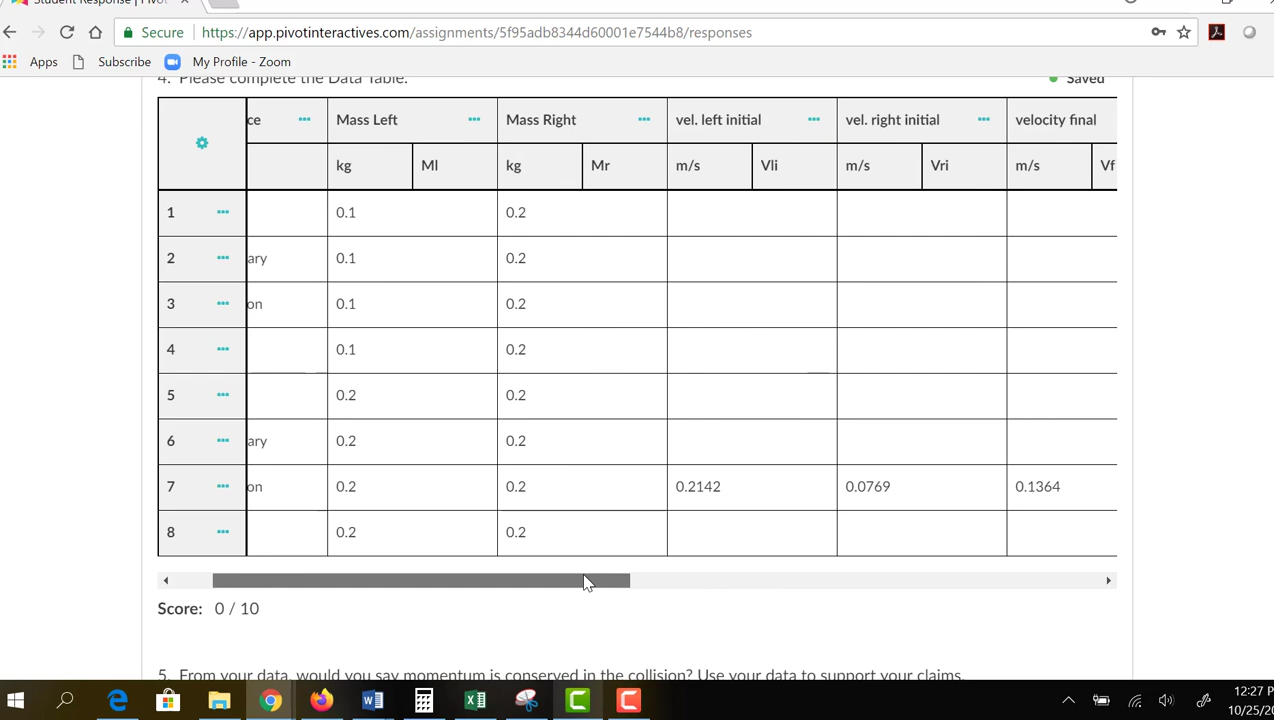 Student Response | Pivot
Secure https://app.pivotinteractives.com/assignments/5f95adb8344d60001e7544b8/responses
Apps Subscribe My Profile - Zoom
4. Please complete the Data Table. Saved
ce Mass Left Mass Right vel. left initial vel. right initial velocity final
kg Ml kg Mr m/s Vli m/s Vri m/s Vf
1 0.1 0.2
2 ary 0.1 0.2
3 on 0.1 0.2
4 0.1 0.2
5 0.2 0.2
6 ary 0.2 0.2
7 on 0.2 0.2 0.2142 0.0769 0.1364
8 0.2 0.2
Score: 0 / 10
5. From your data, would you say momentum is conserved in the collision? Use your data to support your claims.
12:27 P
10/25/20